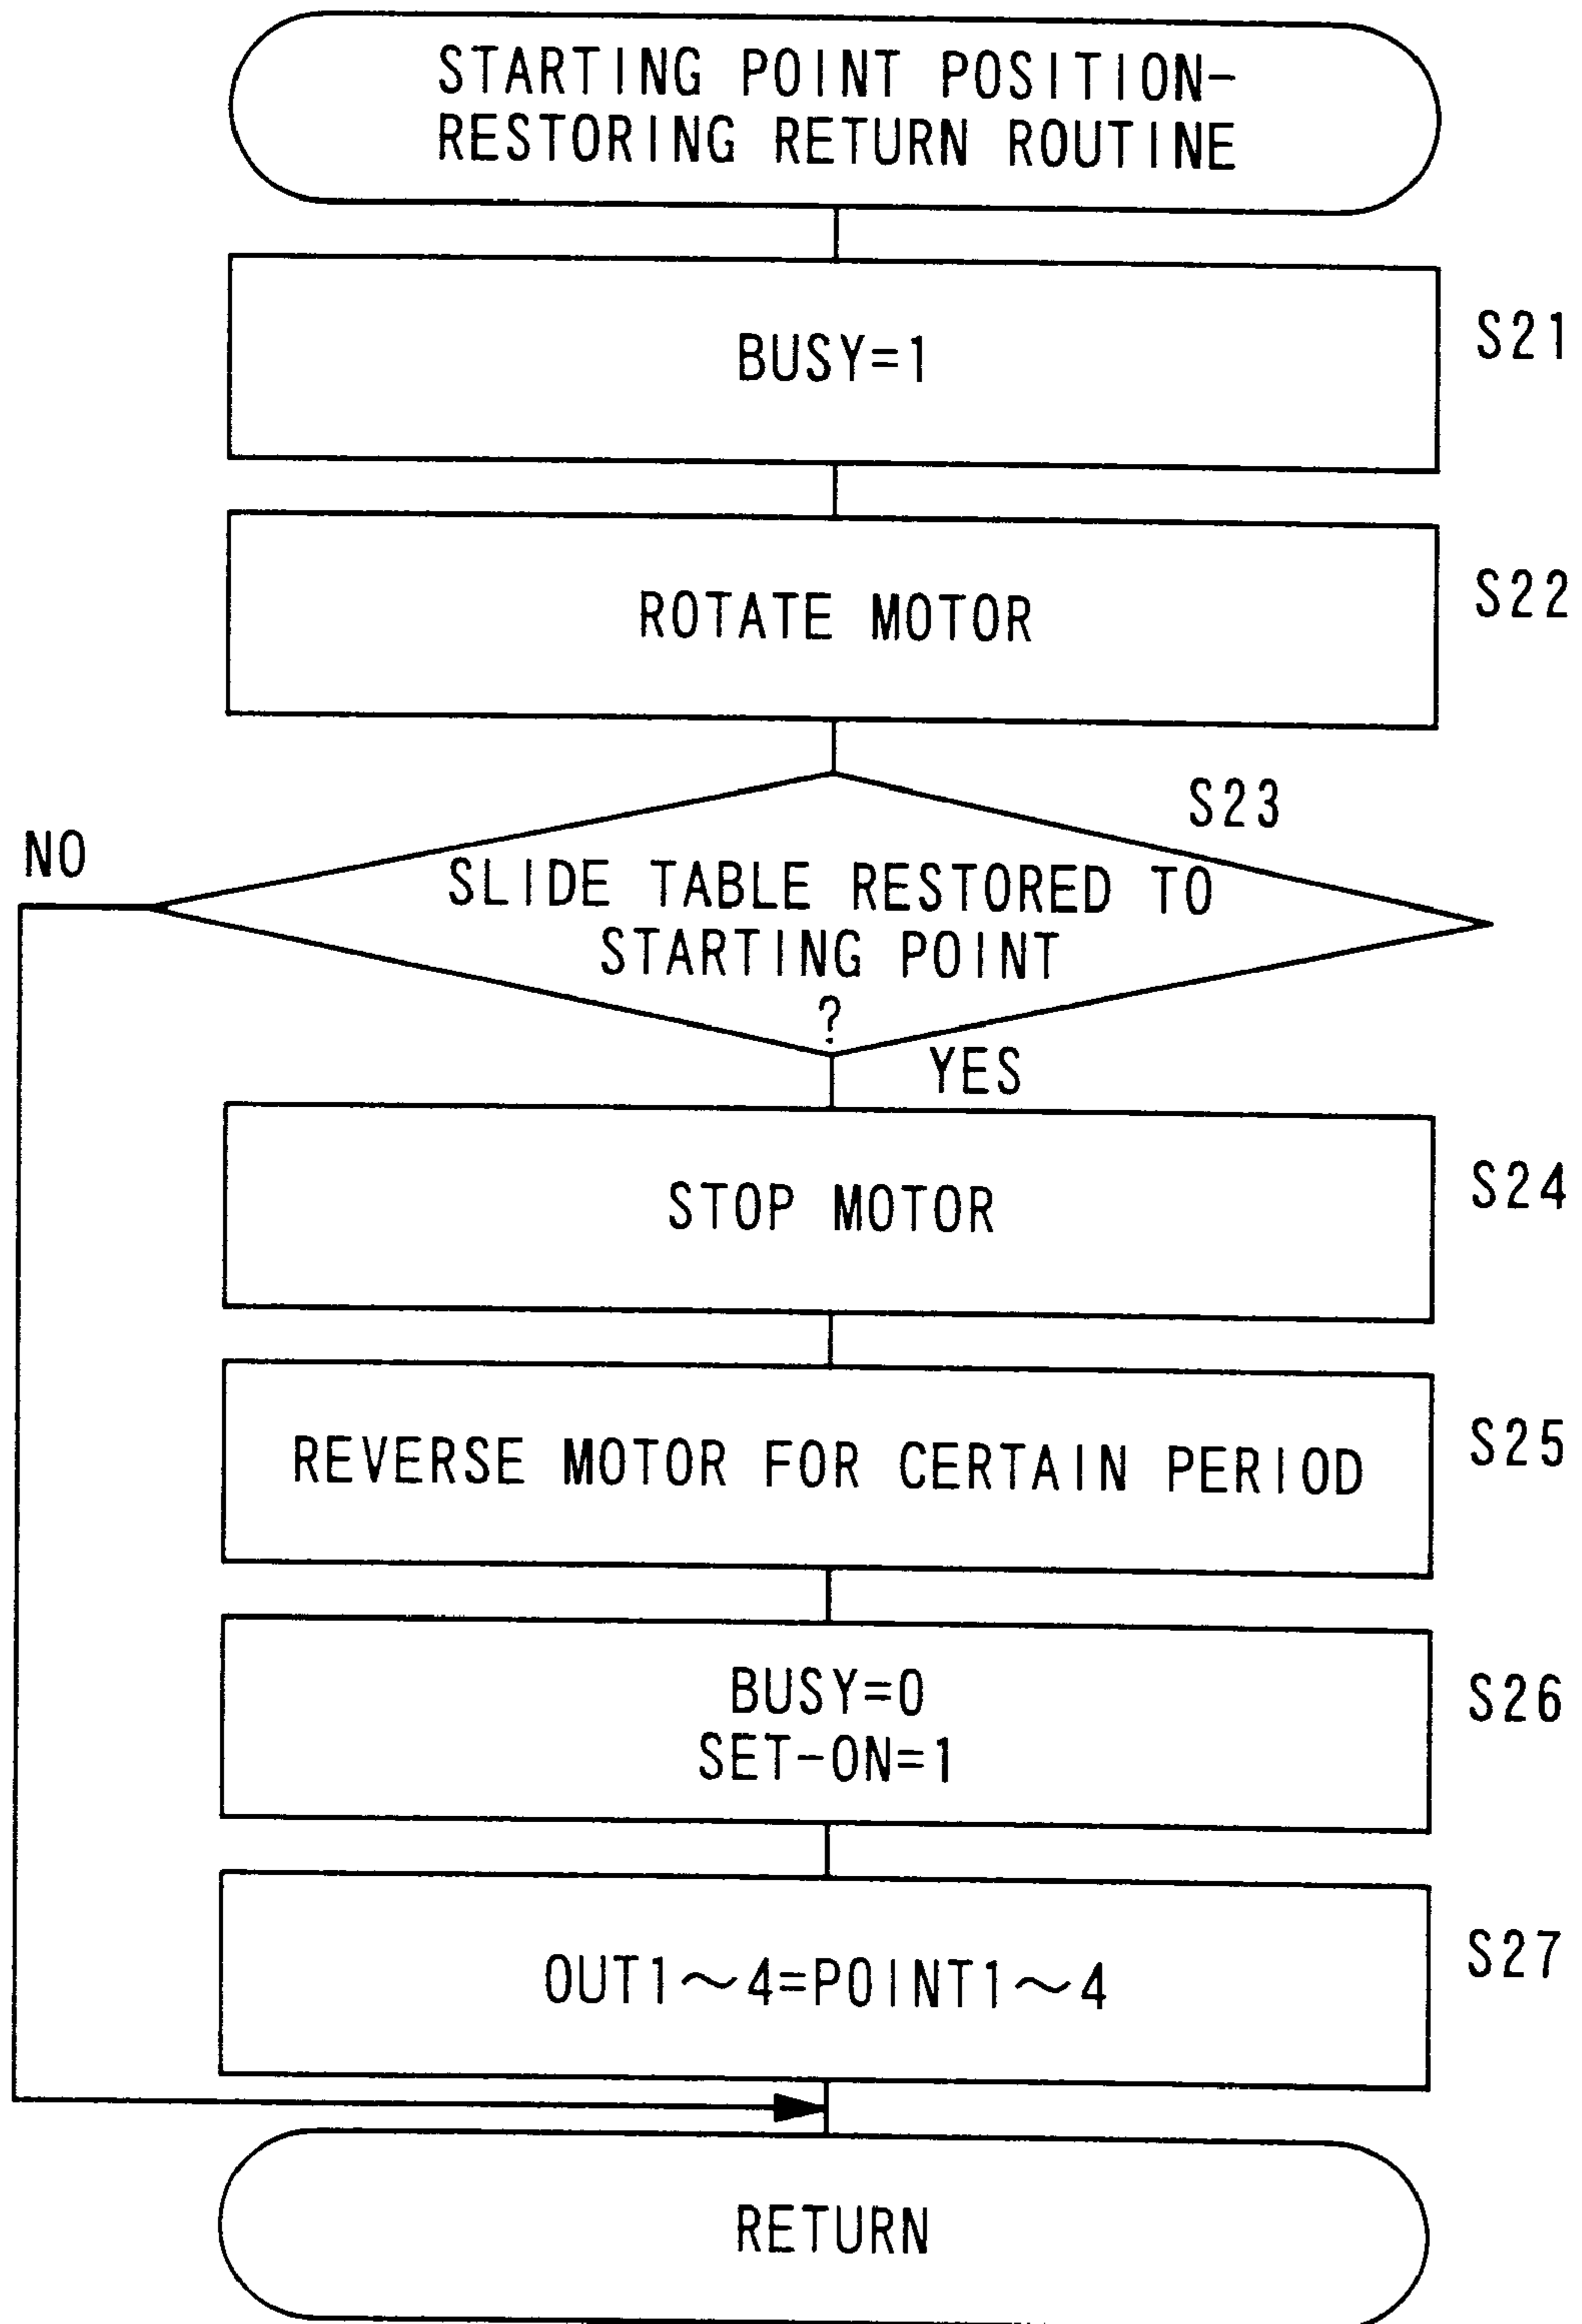 STARTING POINT POSITION-
RESTORING RETURN ROUTINE
BUSY=1
S21
ROTATE MOTOR
S22
S23
NO
SLIDE TABLE RESTORED TO
STARTING POINT
?
YES
STOP MOTOR
S24
REVERSE MOTOR FOR CERTAIN PERIOD
S25
BUSY=0
SET-ON=1
S26
OUT1～4=POINT1～4
S27
RETURN